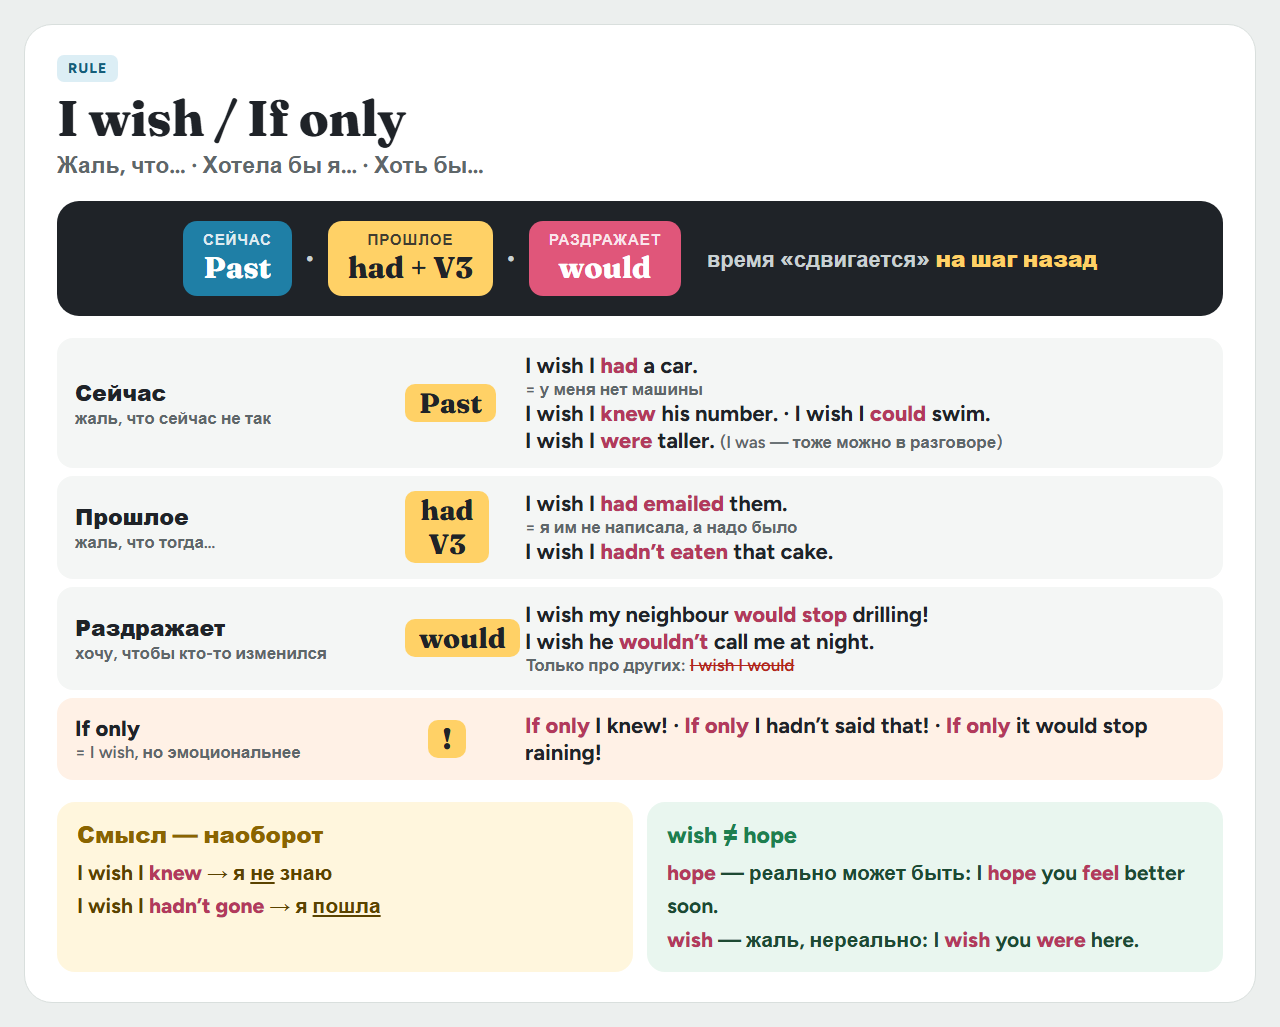 RULE
I wish / If only
Жаль, что... · Хотела бы я... · Хоть бы...
СЕЙЧАС
Past
·
ПРОШЛОЕ
had + V3
·
РАЗДРАЖАЕТ
would
время «сдвигается» на шаг назад
Сейчас
жаль, что сейчас не так
Past
I wish I had a car.
= у меня нет машины
I wish I knew his number. · I wish I could swim.
I wish I were taller. (I was — тоже можно в разговоре)
Прошлое
жаль, что тогда...
had
V3
I wish I had emailed them.
= я им не написала, а надо было
I wish I hadn’t eaten that cake.
Раздражает
хочу, чтобы кто-то изменился
would
I wish my neighbour would stop drilling!
I wish he wouldn’t call me at night.
Только про других: I wish I would
If only
= I wish, но эмоциональнее
!
If only I knew! · If only I hadn’t said that! · If only it would stop
raining!
Смысл — наоборот
I wish I knew → я не знаю
I wish I hadn’t gone → я пошла
wish ≠ hope
hope — реально может быть: I hope you feel better
soon.
wish — жаль, нереально: I wish you were here.